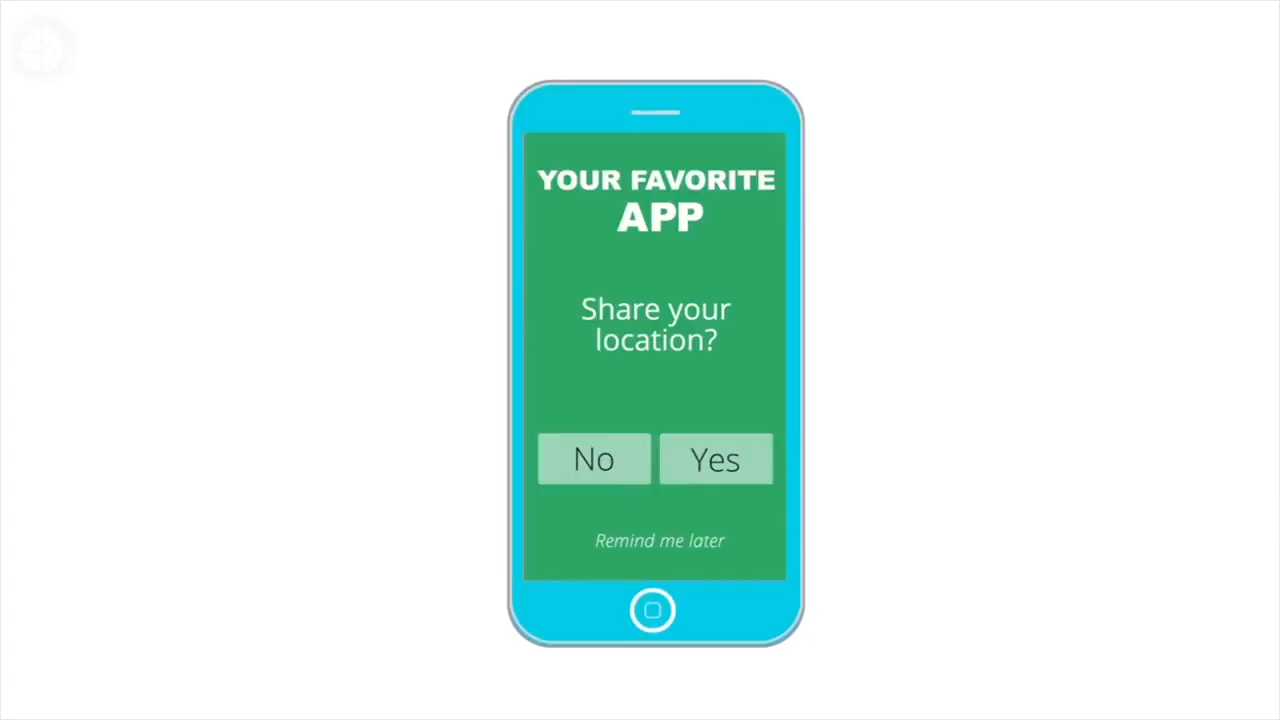 YOUR FAVORITE
APP
Share your
location?
No
Yes
Remind me later